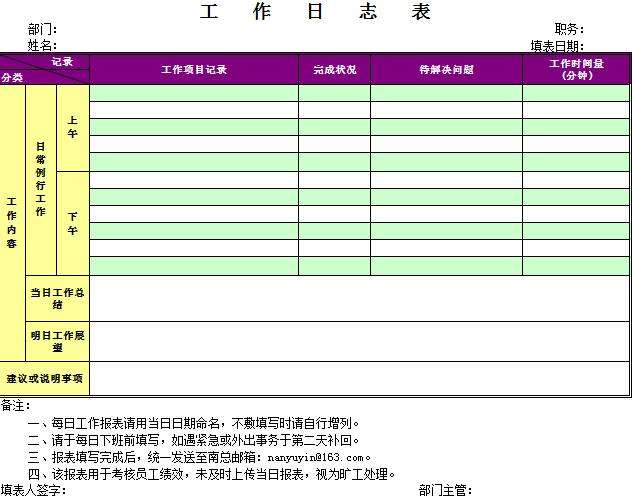 工 作 日 志 表
部门： 职务：
姓名： 填表日期：
记录
分类
工作项目记录 完成状况 待解决问题 工作时间量
(分钟)
工作内容
日常例行工作
上午
下午
当日工作总
结
明日工作展
望
建议或说明事项
备注：
一、每日工作报表请用当日日期命名，不敷填写时请自行增列。
二、请于每日下班前填写，如遇紧急或外出事务于第二天补回。
三、报表填写完成后，统一发送至南总邮箱：nanyuyin@163.com。
四、该报表用于考核员工绩效，未及时上传当日报表，视为旷工处理。
填表人签字： 部门主管：